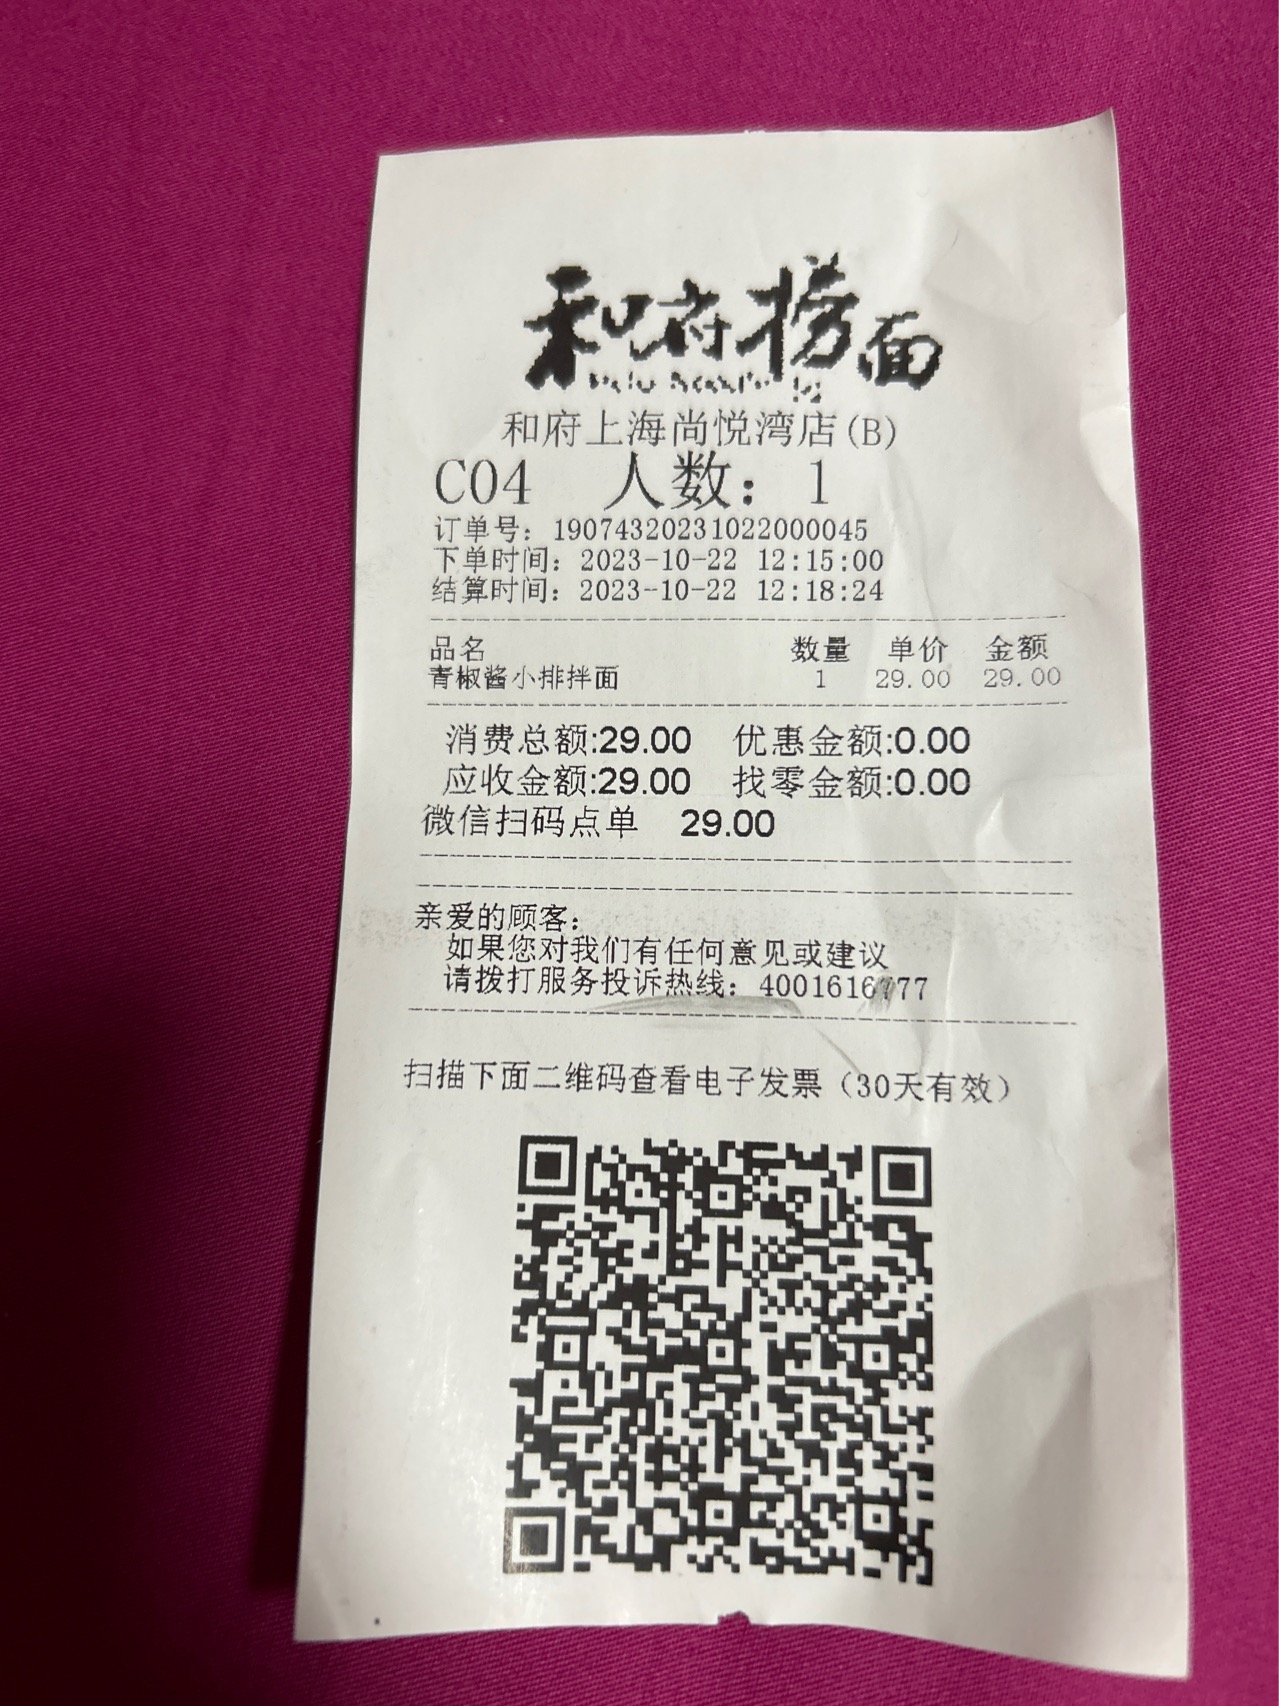 和府捞面
和府上海尚悦湾店(B)
C04 人数: 1
订单号: 19074320231022000045
下单时间: 2023-10-22 12:15:00
结算时间: 2023-10-22 12:18:24
品名 数量 单价 金额
青椒酱小排拌面 1 29.00 29.00
消费总额:29.00 优惠金额:0.00
应收金额:29.00 找零金额:0.00
微信扫码点单 29.00
亲爱的顾客:
如果您对我们有任何意见或建议
请拨打服务投诉热线: 4001616777
扫描下面二维码查看电子发票（30天有效）